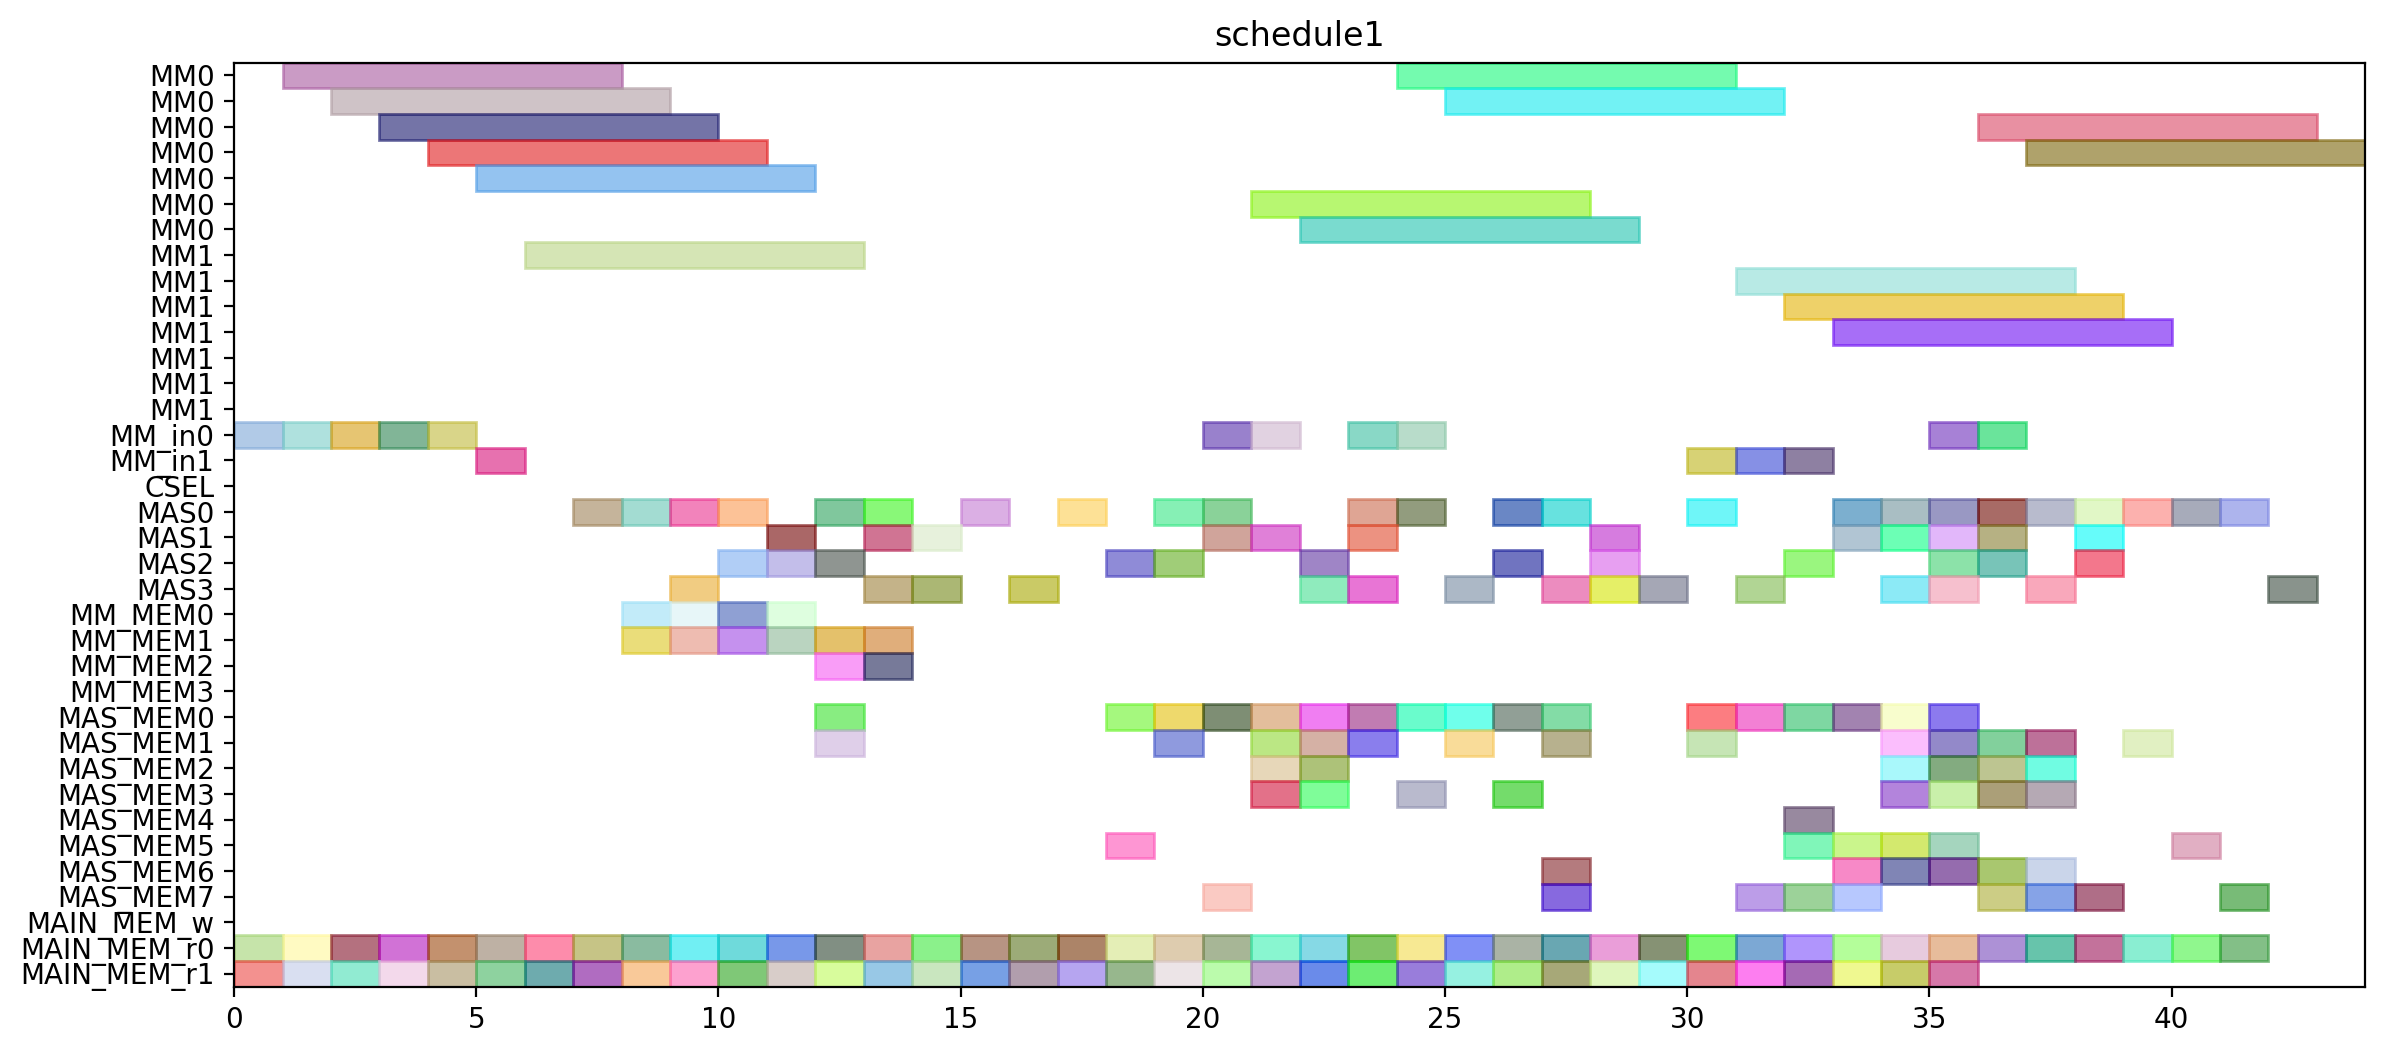 schedule1
MM0
MM0
MM0
MM0
MM0
MM0
MM0
MM1
MM1
MM1
MM1
MM1
MM1
MM1
MM_in0
MM_in1
CSEL
MAS0
MAS1
MAS2
MAS3
MM_MEM0
MM_MEM1
MM_MEM2
MM_MEM3
MAS_MEM0
MAS_MEM1
MAS_MEM2
MAS_MEM3
MAS_MEM4
MAS_MEM5
MAS_MEM6
MAS_MEM7
MAIN_MEM_w
MAIN_MEM_r0
MAIN_MEM_r1
0 5 10 15 20 25 30 35 40